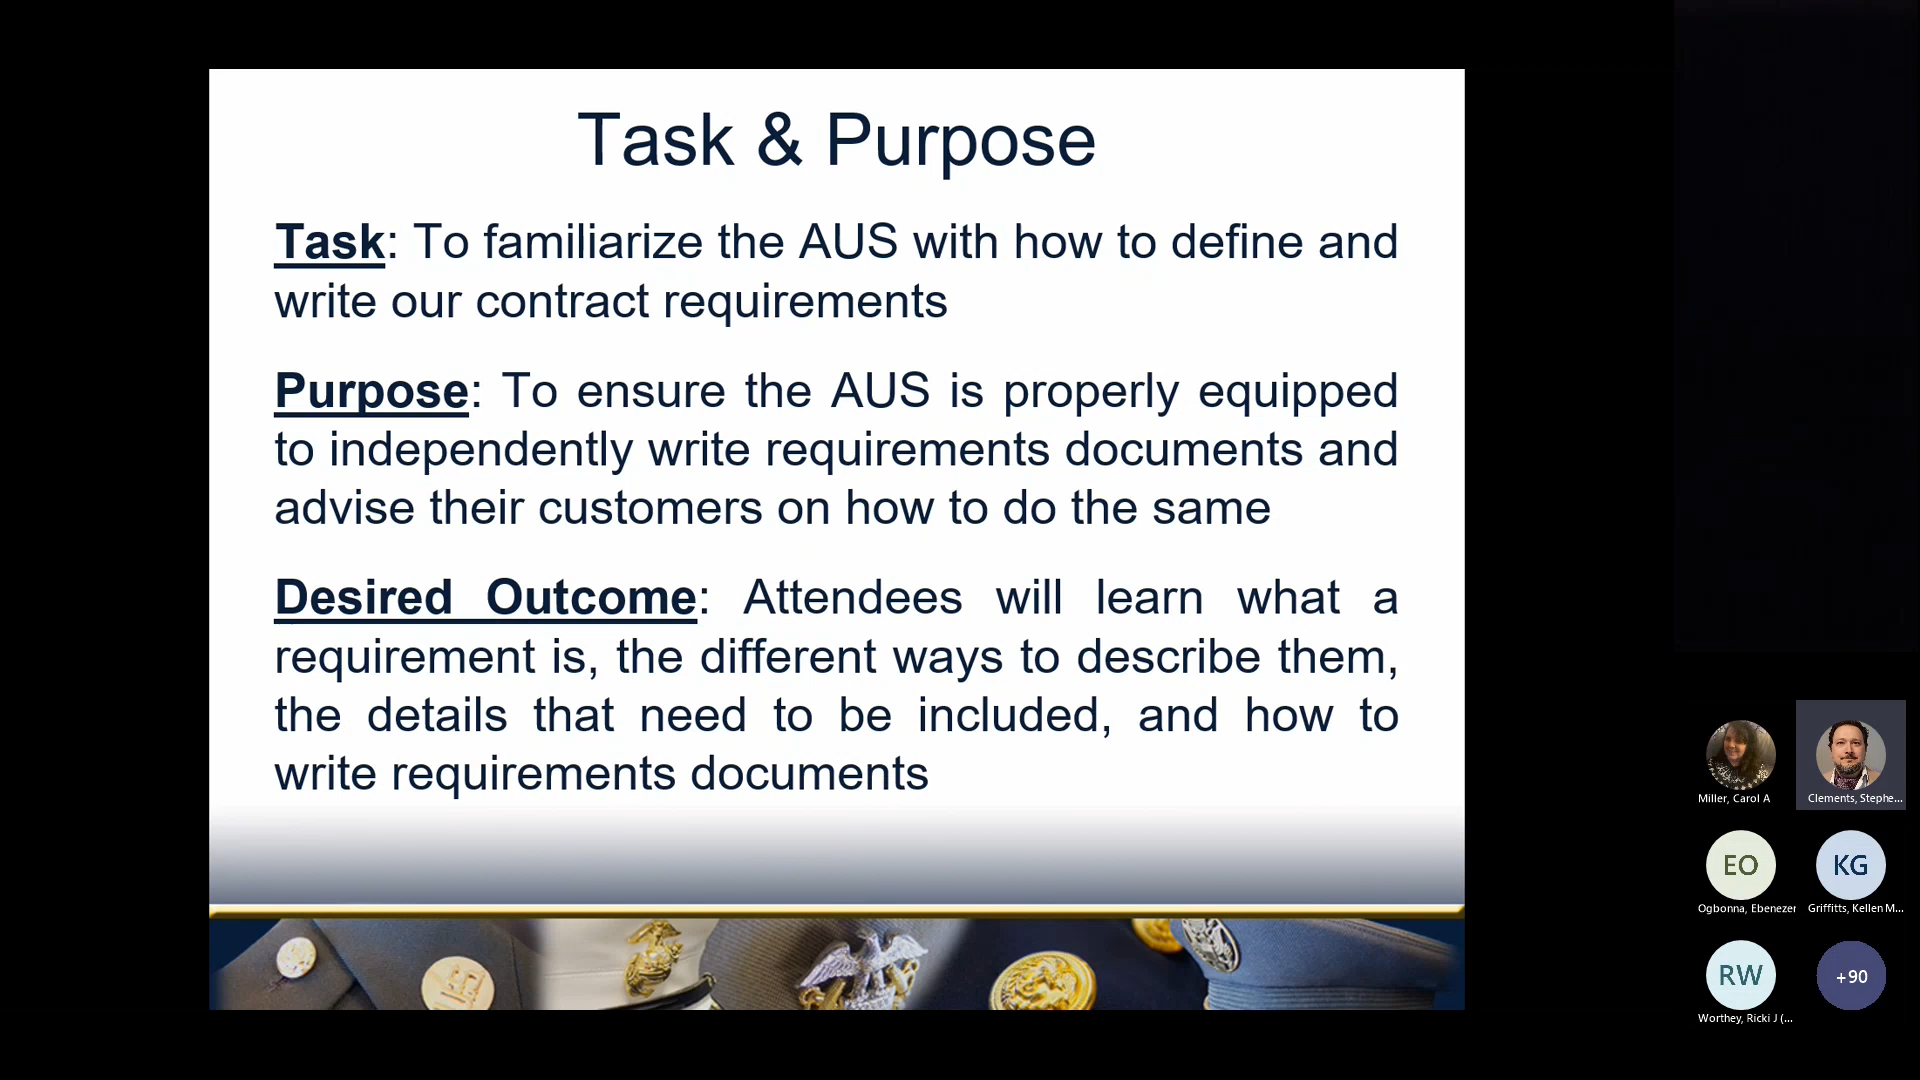 Task & Purpose
Task: To familiarize the AUS with how to define and
write our contract requirements
Purpose: To ensure the AUS is properly equipped
to independently write requirements documents and
advise their customers on how to do the same
Desired Outcome: Attendees will learn what a
requirement is, the different ways to describe them,
the details that need to be included, and how to
write requirements documents
Miller, Carol A
Clements, Stephe...
EO
KG
Ogbonna, Ebenezer
Griffitts, Kellen M...
RW
+90
Worthey, Ricki J (...